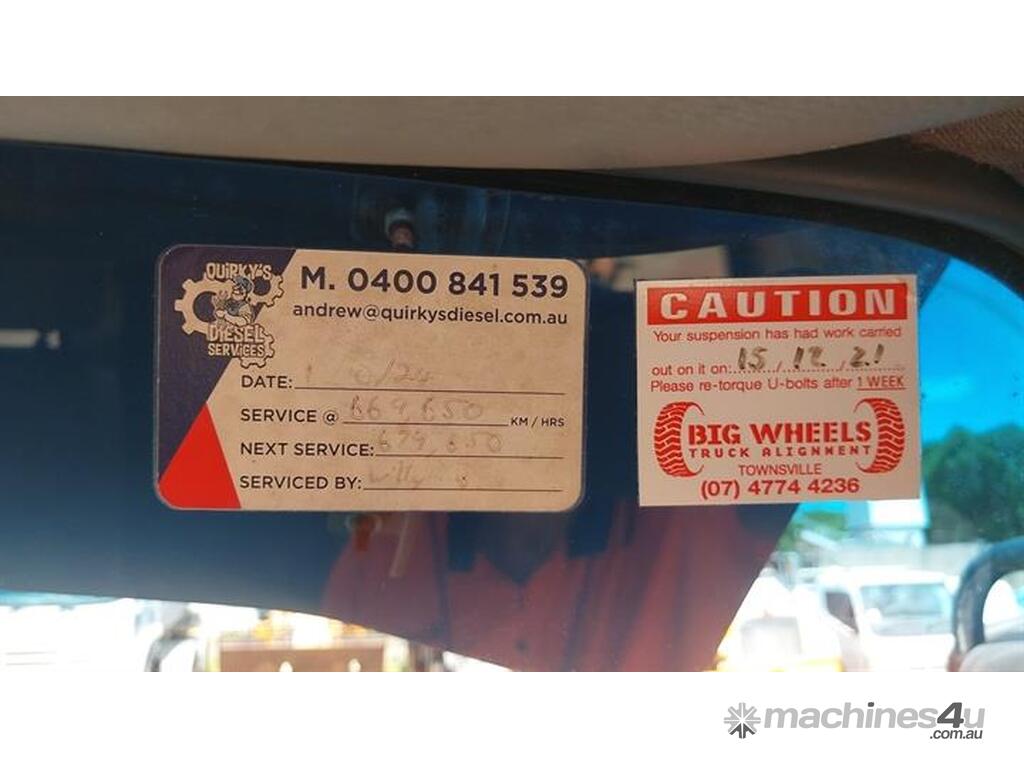 QUIRKY'S
DIESEL
SERVICES
M. 0400 841 539
andrew@quirkysdiesel.com.au
DATE:
SERVICE @ 669,650 KM / HRS
NEXT SERVICE: 679,650
SERVICED BY:
CAUTION
Your suspension has had work carried
out on it on: 15, 12, 21
Please re-torque U-bolts after 1 WEEK
BIG WHEELS
TRUCK ALIGNMENT
TOWNSVILLE
(07) 4774 4236
machines4u
.com.au